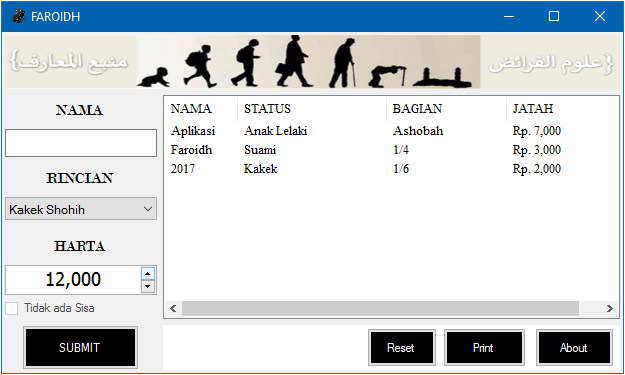 FAROIDH
{منبع المعارف
علوم الفرائض}
NAMA
RINCIAN
Kakek Shohih
HARTA
12,000
Tidak ada Sisa
SUBMIT
NAMA STATUS BAGIAN JATAH
Aplikasi Anak Lelaki Ashobah Rp. 7,000
Faroidh Suami 1/4 Rp. 3,000
2017 Kakek 1/6 Rp. 2,000
Reset Print About